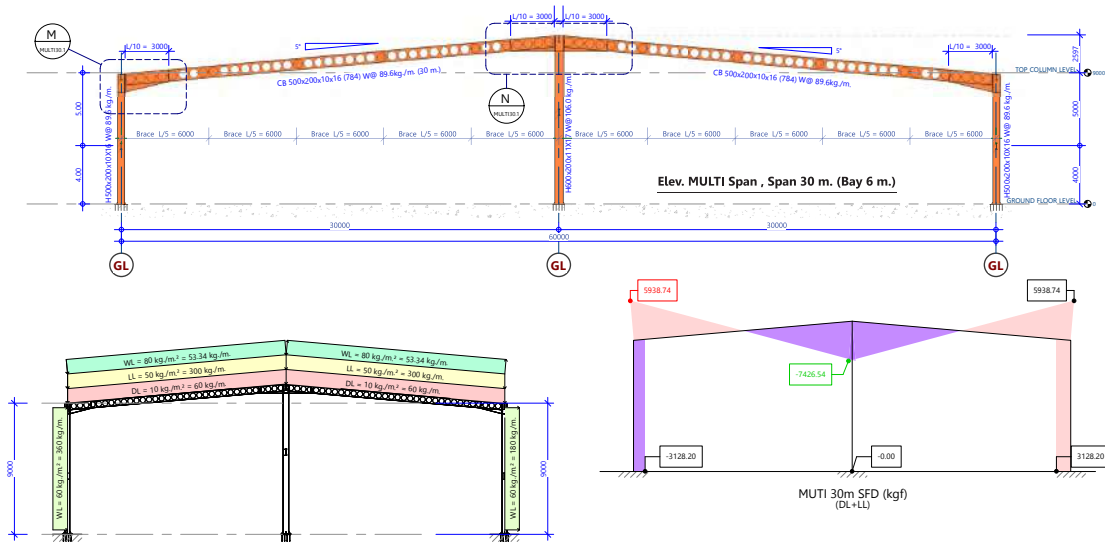 M
MULTI30.1
L/10 = 3000
5°
L/10 = 3000
L/10 = 3000
5°
L/10 = 3000
2597
TOP COLUMN LEVEL
9000
CB 500x200x10x16 (784) W@ 89.6kg./m. (30 m.)
CB 500x200x10x16 (784) W@ 89.6kg./m.
N
MULTI30.1
5.00
4.00
H500x200x10X16 W@ 89.6 kg./m.
H600x200x11X17 W@106.0 kg./m.
H500x200x10X16 W@ 89.6 kg./m.
5000
4000
Brace L/5 = 6000
Brace L/5 = 6000
Brace L/5 = 6000
Brace L/5 = 6000
Brace L/5 = 6000
Brace L/5 = 6000
Brace L/5 = 6000
Brace L/5 = 6000
Brace L/5 = 6000
Brace L/5 = 6000
Elev. MULTI Span , Span 30 m. (Bay 6 m.)
GROUND FLOOR LEVEL
0
30000
30000
60000
GL
GL
GL
WL = 80 kg./m.² = 53.34 kg./m.
WL = 80 kg./m.² = 53.34 kg./m.
LL = 50 kg./m.² = 300 kg./m.
LL = 50 kg./m.² = 300 kg./m.
DL = 10 kg./m.² = 60 kg./m.
DL = 10 kg./m.² = 60 kg./m.
WL = 60 kg./m.² = 360 kg./m.
WL = 60 kg./m.² = 180 kg./m.
9000
9000
5938.74
5938.74
-7426.54
-3128.20
-0.00
3128.20
MUTI 30m SFD (kgf)
(DL+LL)